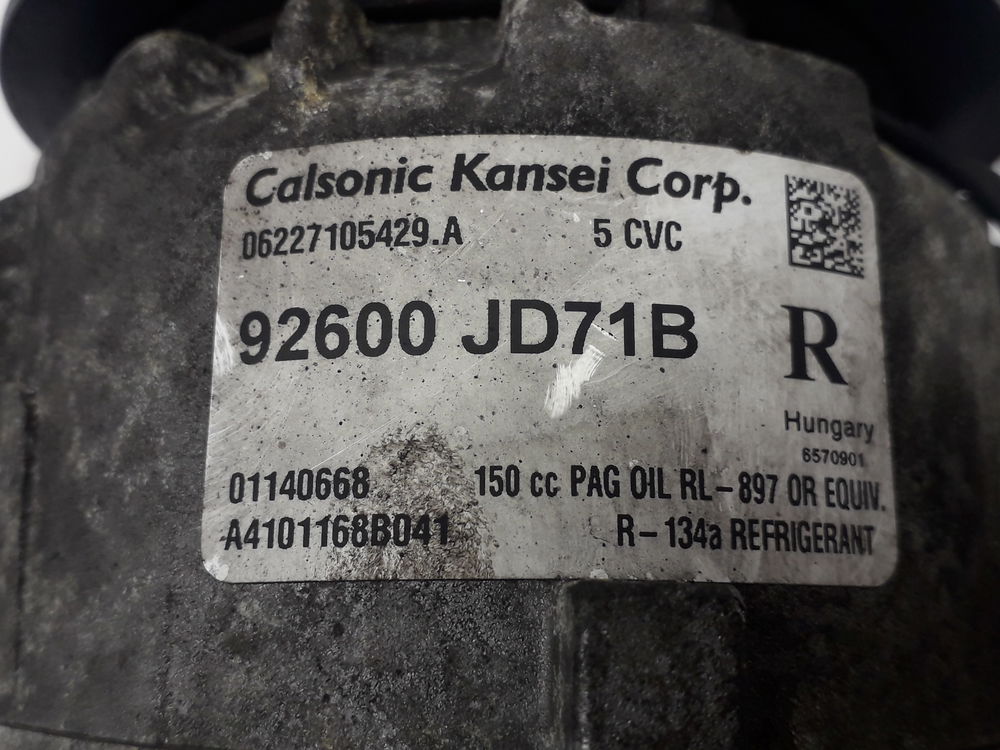 Calsonic Kansei Corp.
06227105429.A 5 CVC
92600 JD71B
R
Hungary
6570901
01140668 150 cc PAG OIL RL-897 OR EQUIV.
A4101168B041 R-134a REFRIGERANT